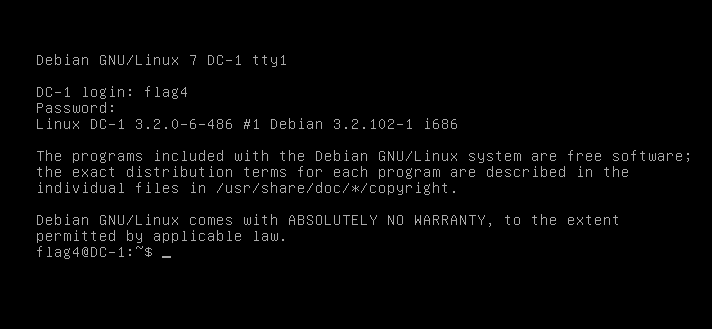 Debian GNU/Linux 7 DC-1 tty1
DC-1 login: flag4
Password:
Linux DC-1 3.2.0-6-486 #1 Debian 3.2.102-1 i686
The programs included with the Debian GNU/Linux system are free software;
the exact distribution terms for each program are described in the
individual files in /usr/share/doc/*/copyright.
Debian GNU/Linux comes with ABSOLUTELY NO WARRANTY, to the extent
permitted by applicable law.
flag4@DC-1:~$ _